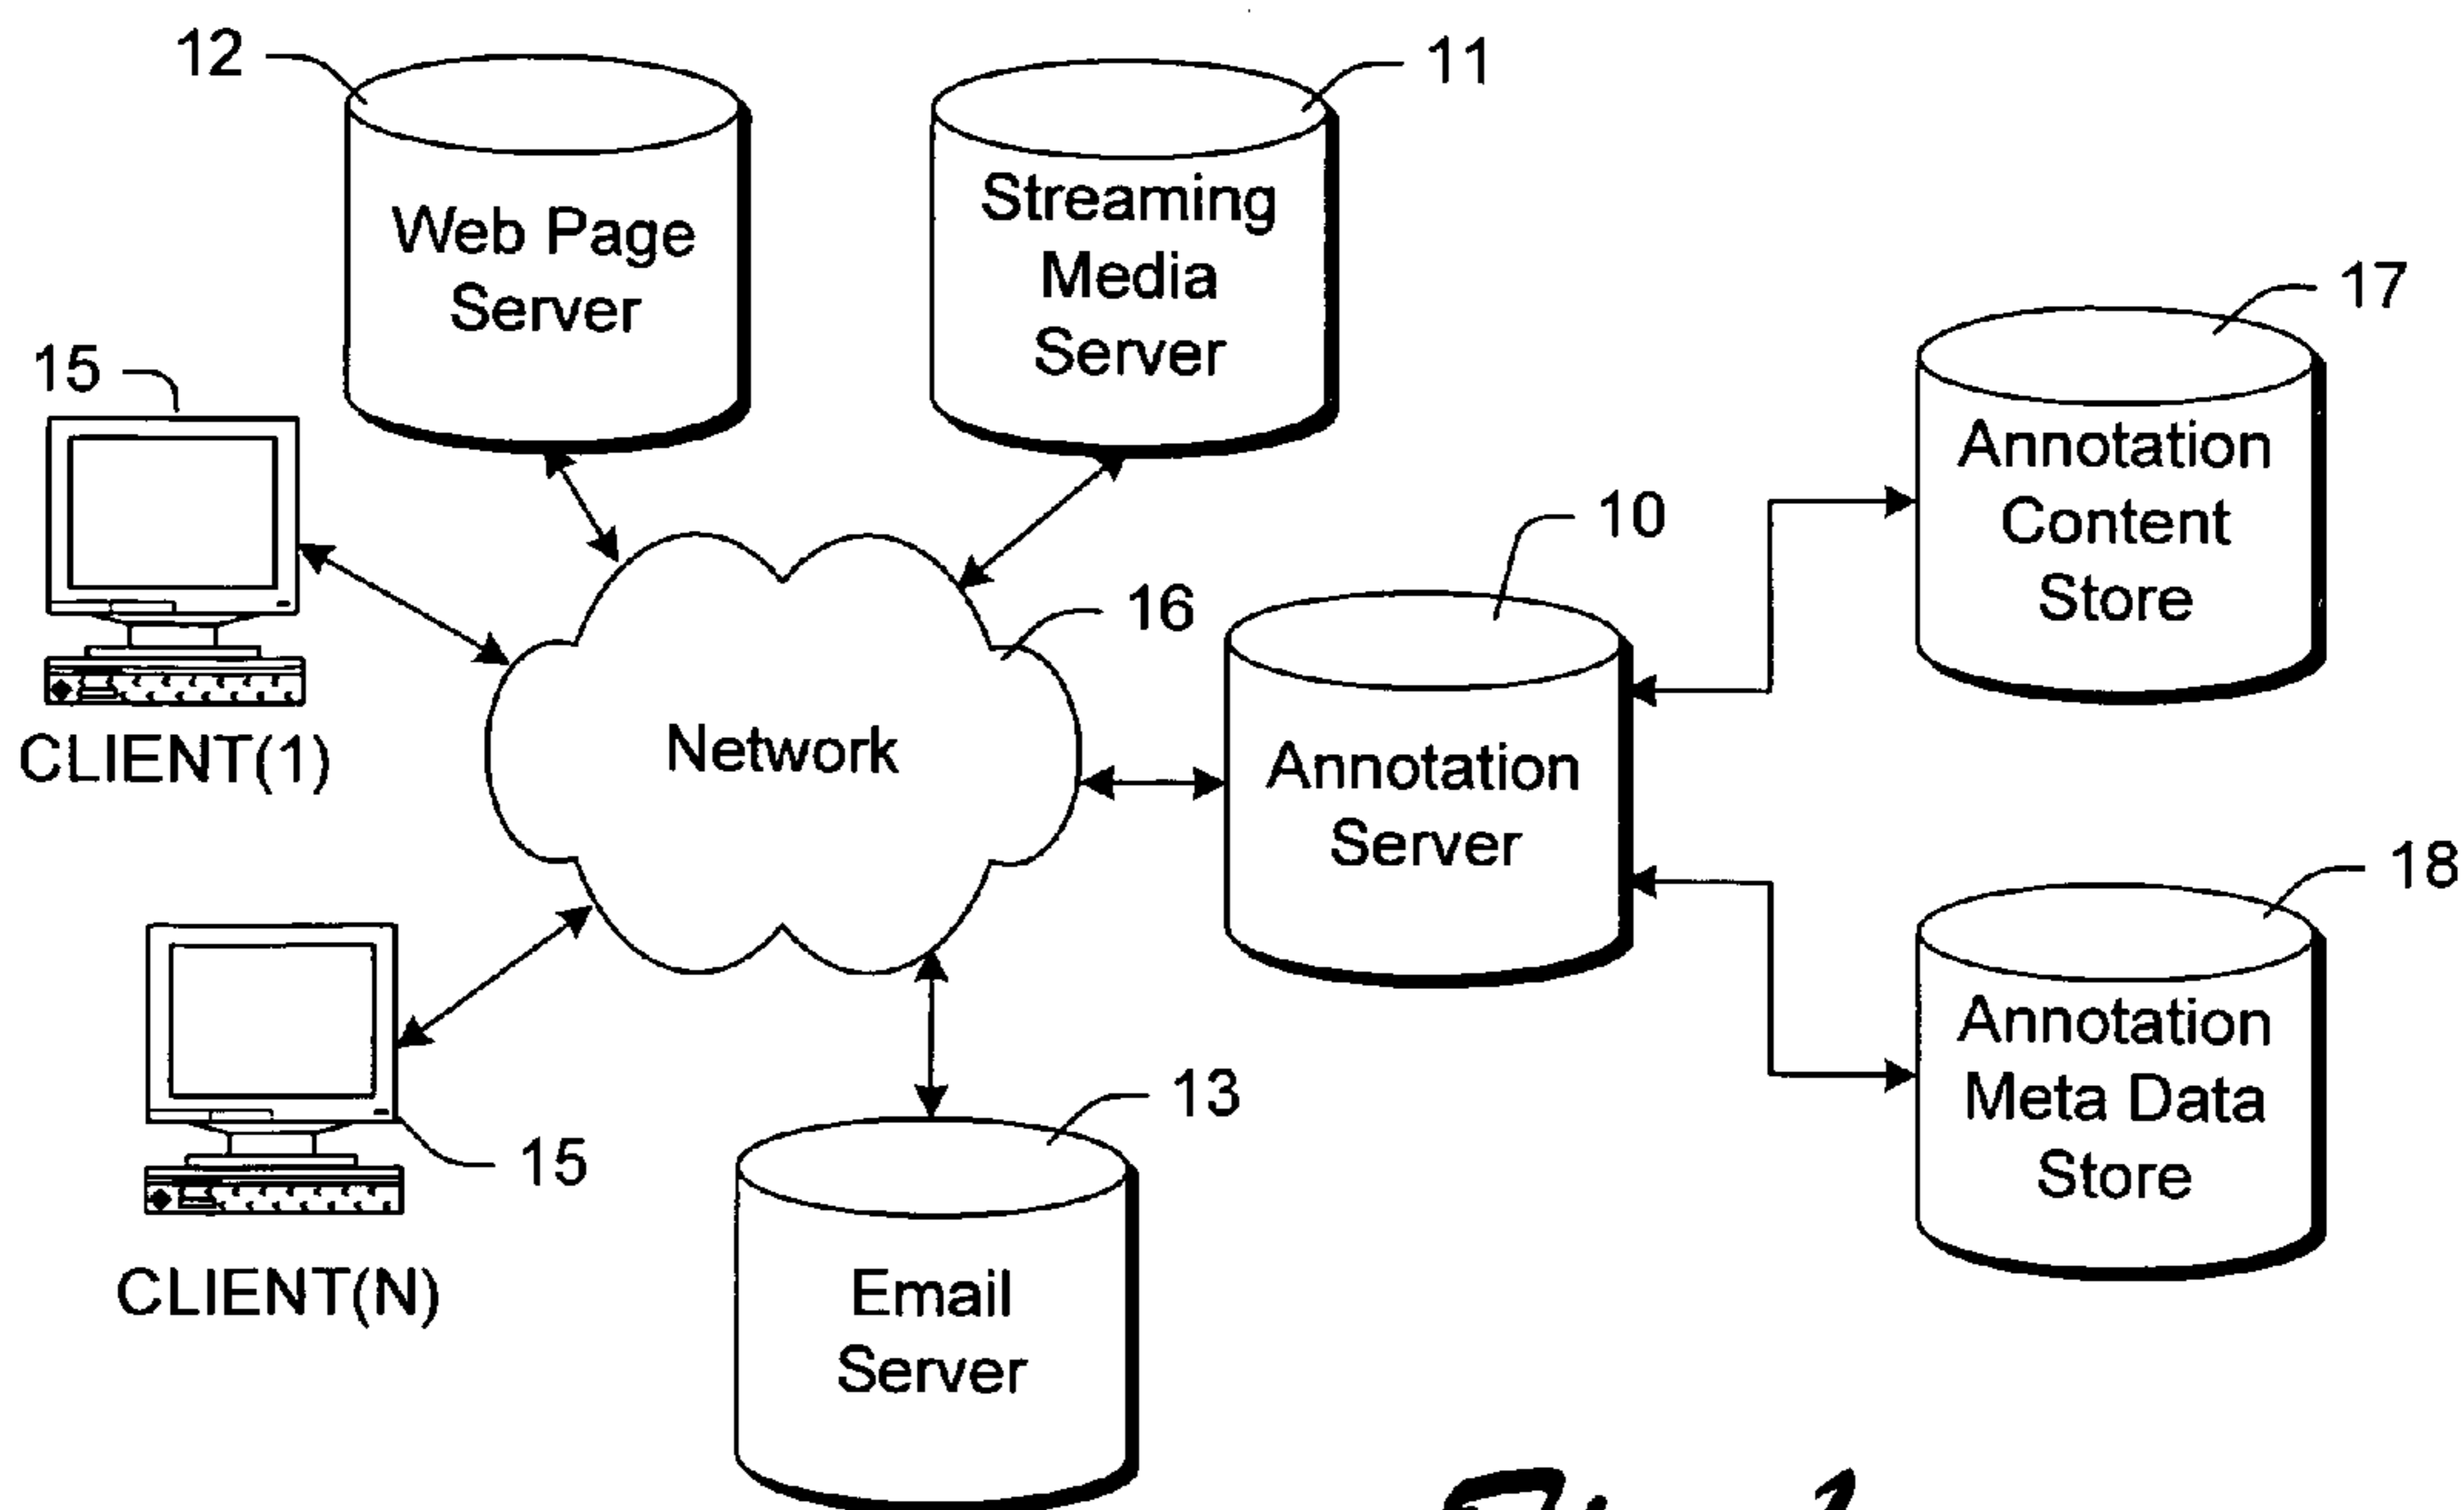 12
11
Web Page
Server
Streaming
Media
Server
17
15
Annotation
Content
Store
10
16
CLIENT(1)
Network
Annotation
Server
18
Annotation
Meta Data
Store
13
15
CLIENT(N)
Email
Server